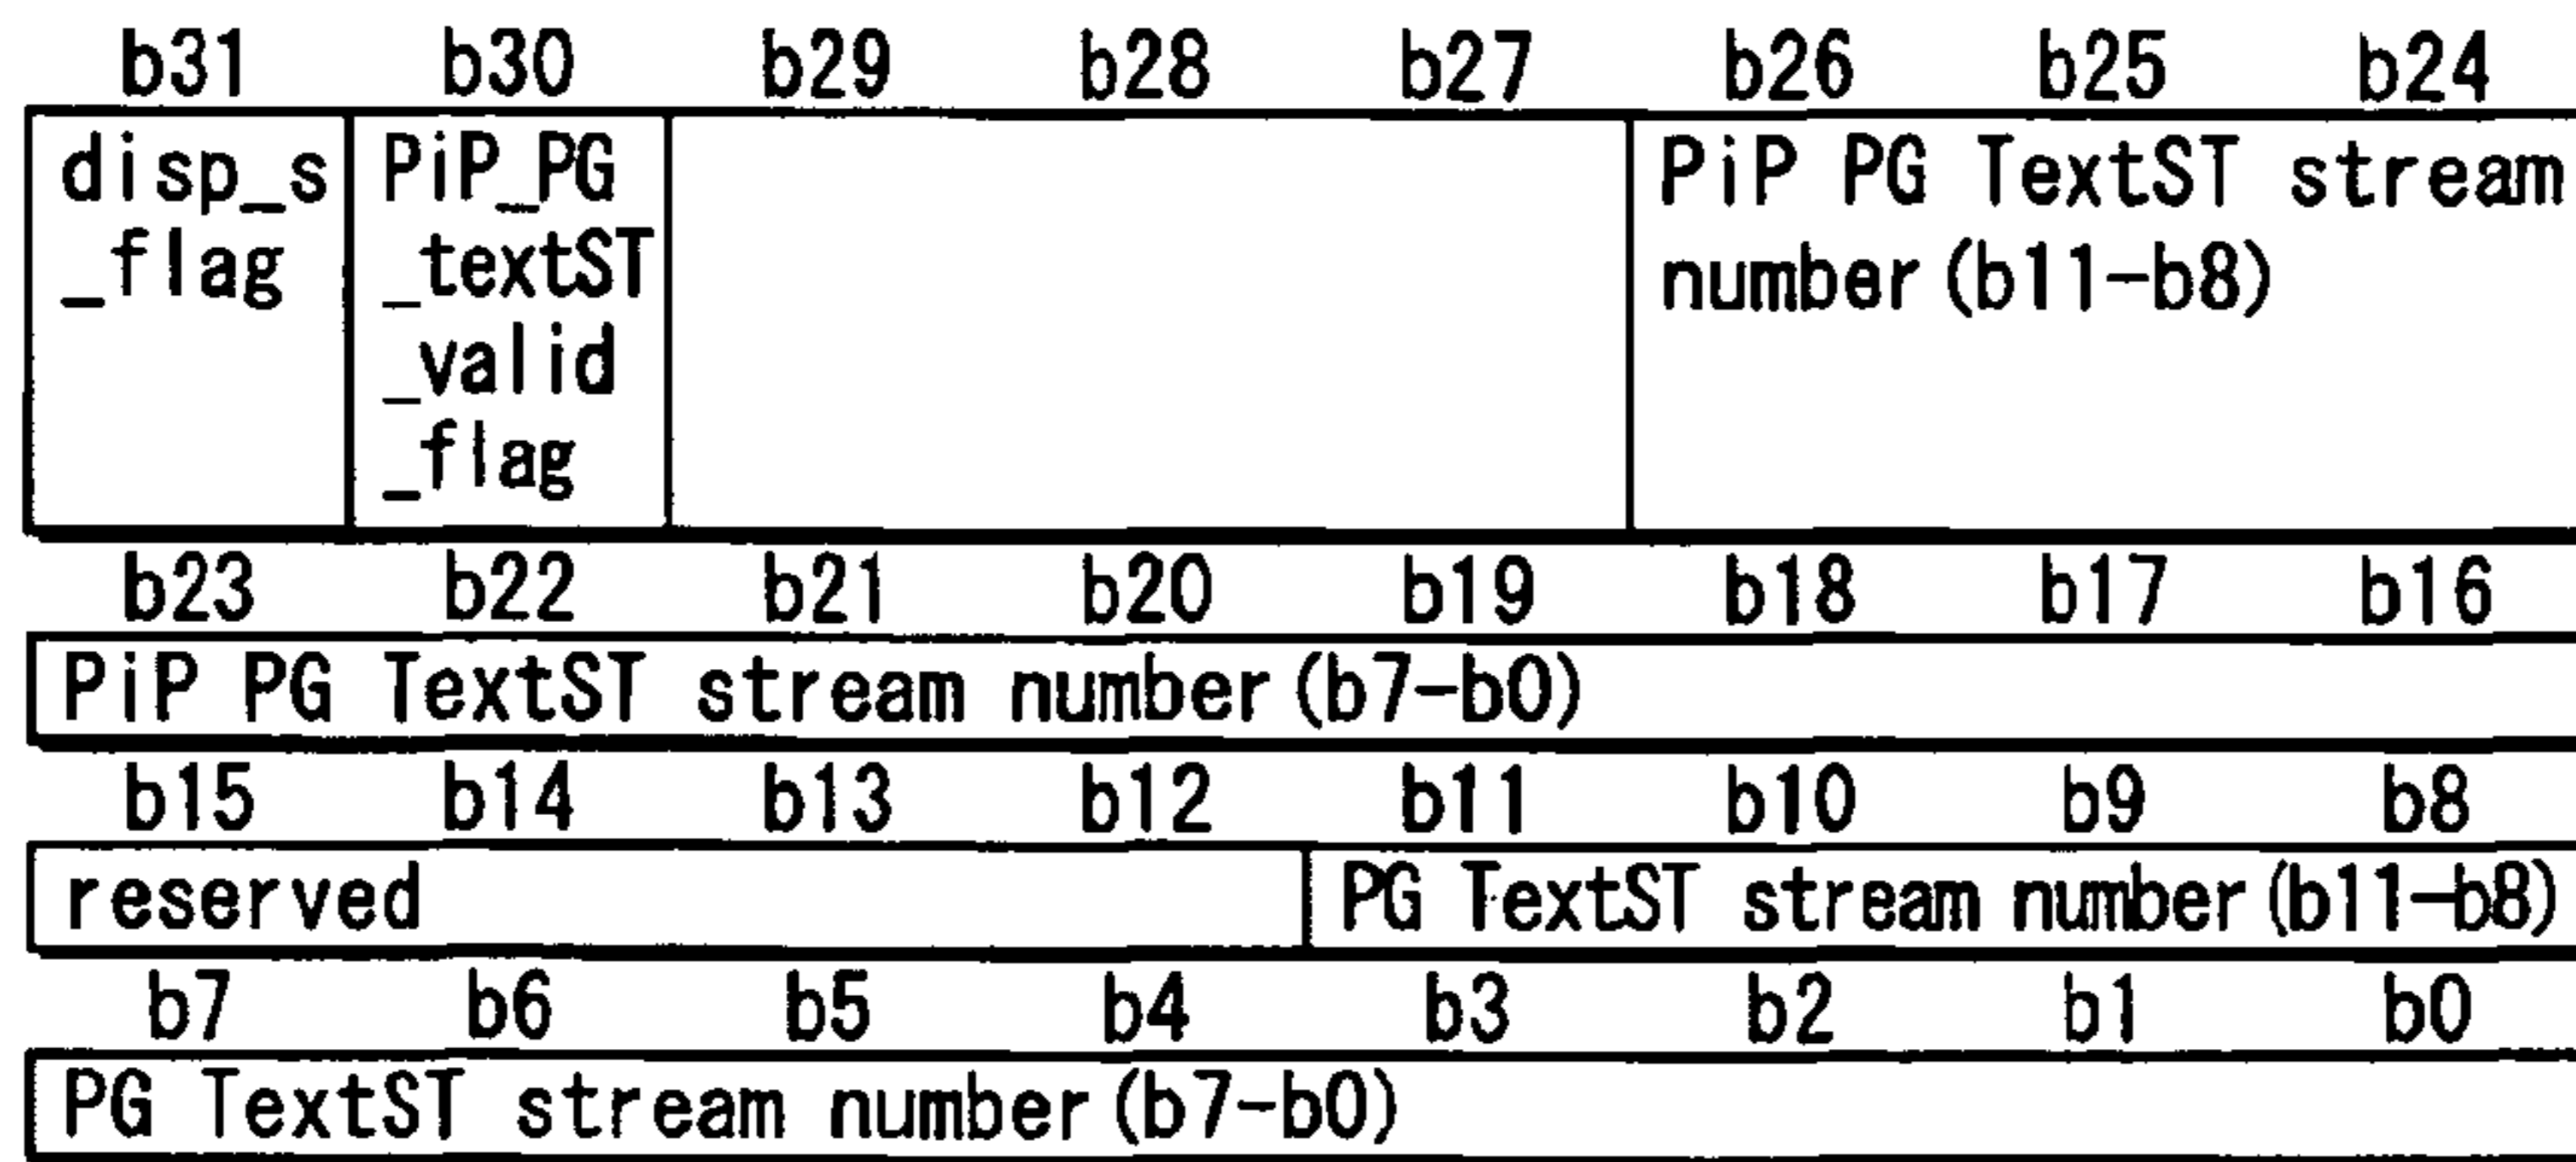 b31 b30 b29 b28 b27 b26 b25 b24
disp_s PiP_PG PiP PG TextST stream
_flag _textST number(b11-b8)
_valid
_flag
b23 b22 b21 b20 b19 b18 b17 b16
PiP PG TextST stream number(b7-b0)
b15 b14 b13 b12 b11 b10 b9 b8
reserved PG TextST stream number(b11-b8)
b7 b6 b5 b4 b3 b2 b1 b0
PG TextST stream number(b7-b0)